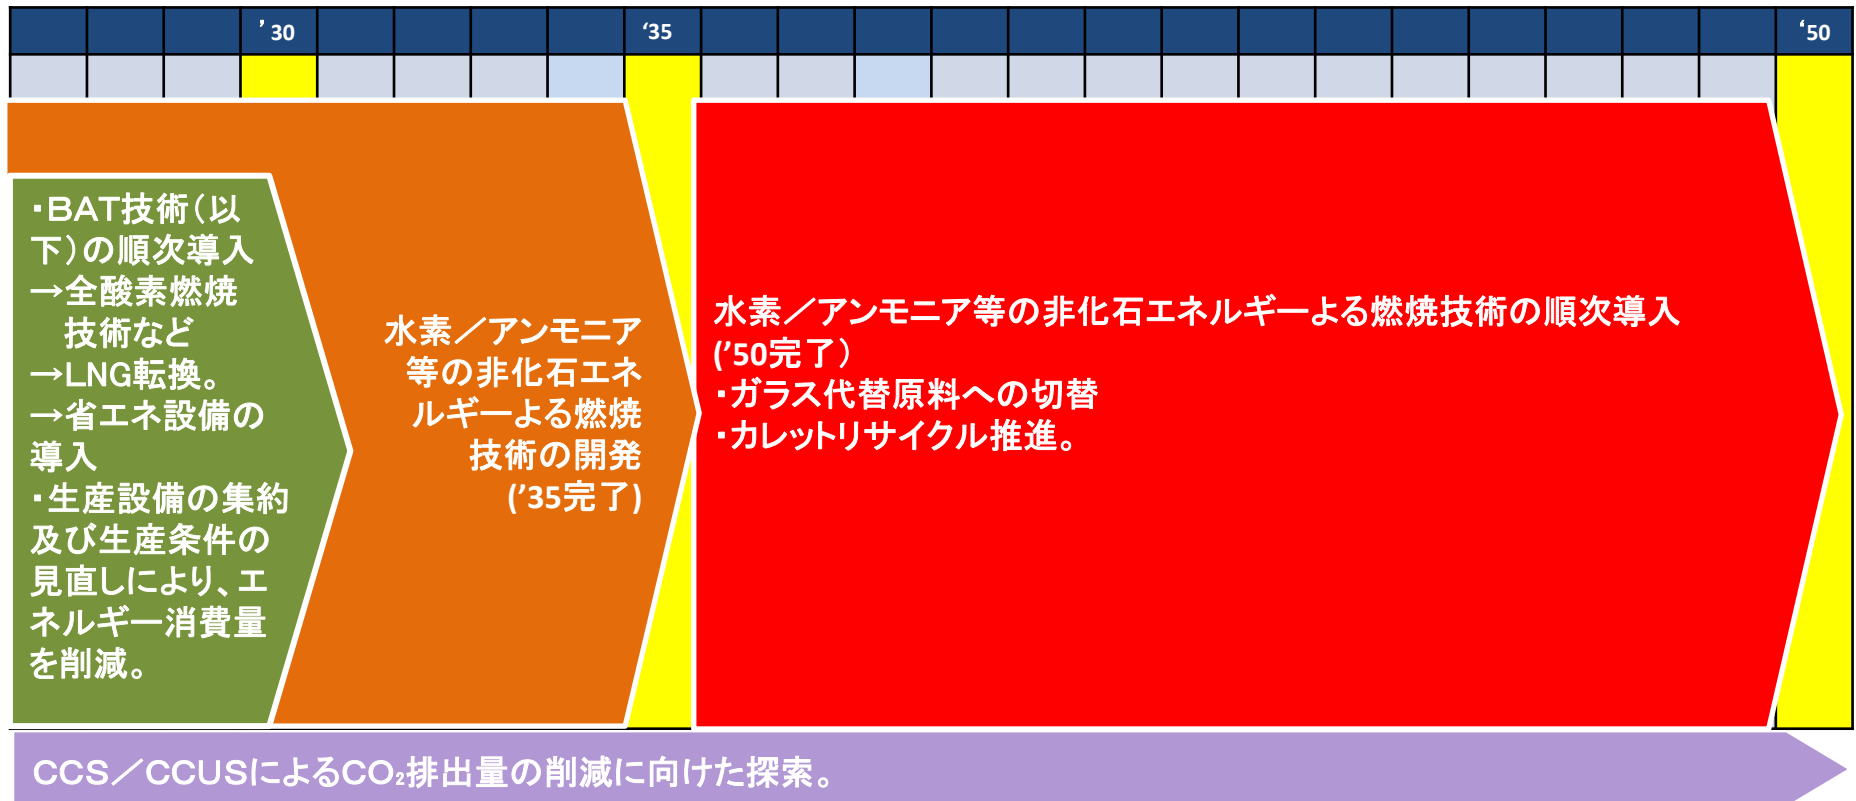 ’30
‘35
‘50
・ＢＡＴ技術（以
下）の順次導入
→全酸素燃焼
技術など
→LNG転換。
→省エネ設備の
導入
・生産設備の集約
及び生産条件の
見直しにより、エ
ネルギー消費量
を削減。
水素／アンモニア
等の非化石エネ
ルギーよる燃焼
技術の開発
(’35完了)
水素／アンモニア等の非化石エネルギーよる燃焼技術の順次導入
(’50完了）
・ガラス代替原料への切替
・カレットリサイクル推進。
ＣＣＳ／ＣＣＵＳによるＣＯ₂排出量の削減に向けた探索。